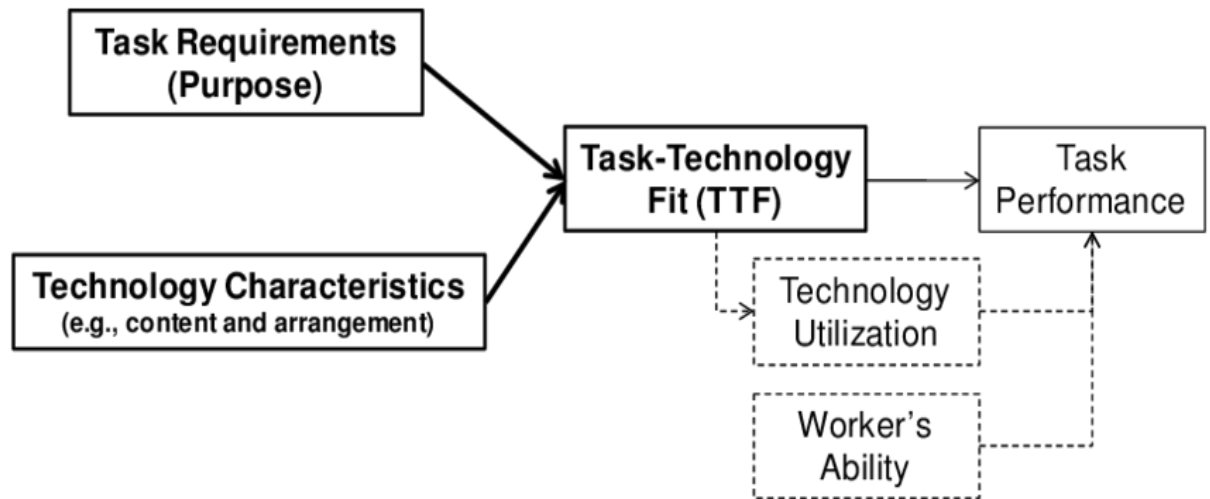 Task Requirements
(Purpose)
Technology Characteristics
(e.g., content and arrangement)
Task-Technology
Fit (TTF)
Task
Performance
Technology
Utilization
Worker's
Ability